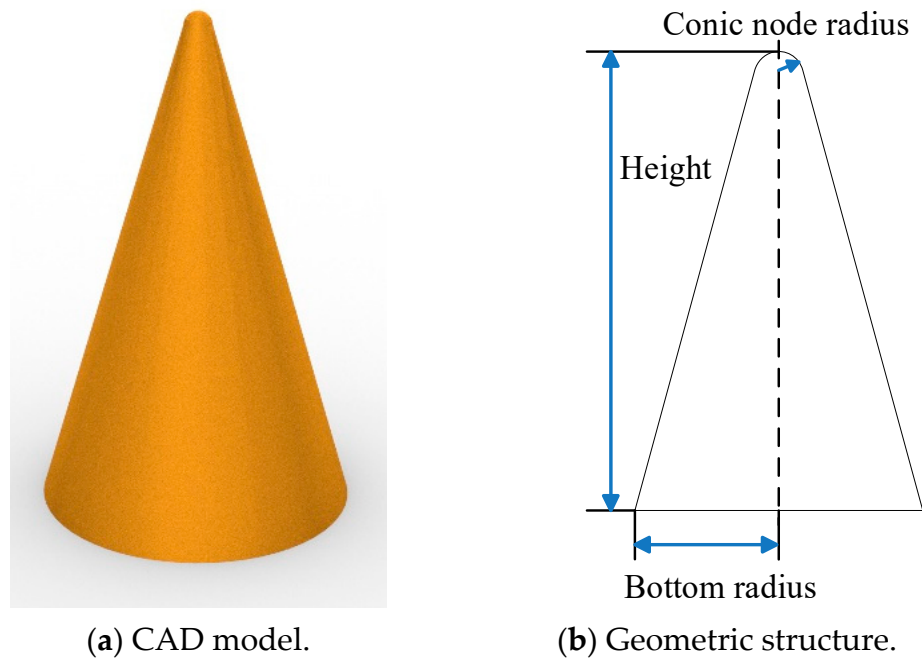 Conic node radius
Height
Bottom radius
(a) CAD model.
(b) Geometric structure.